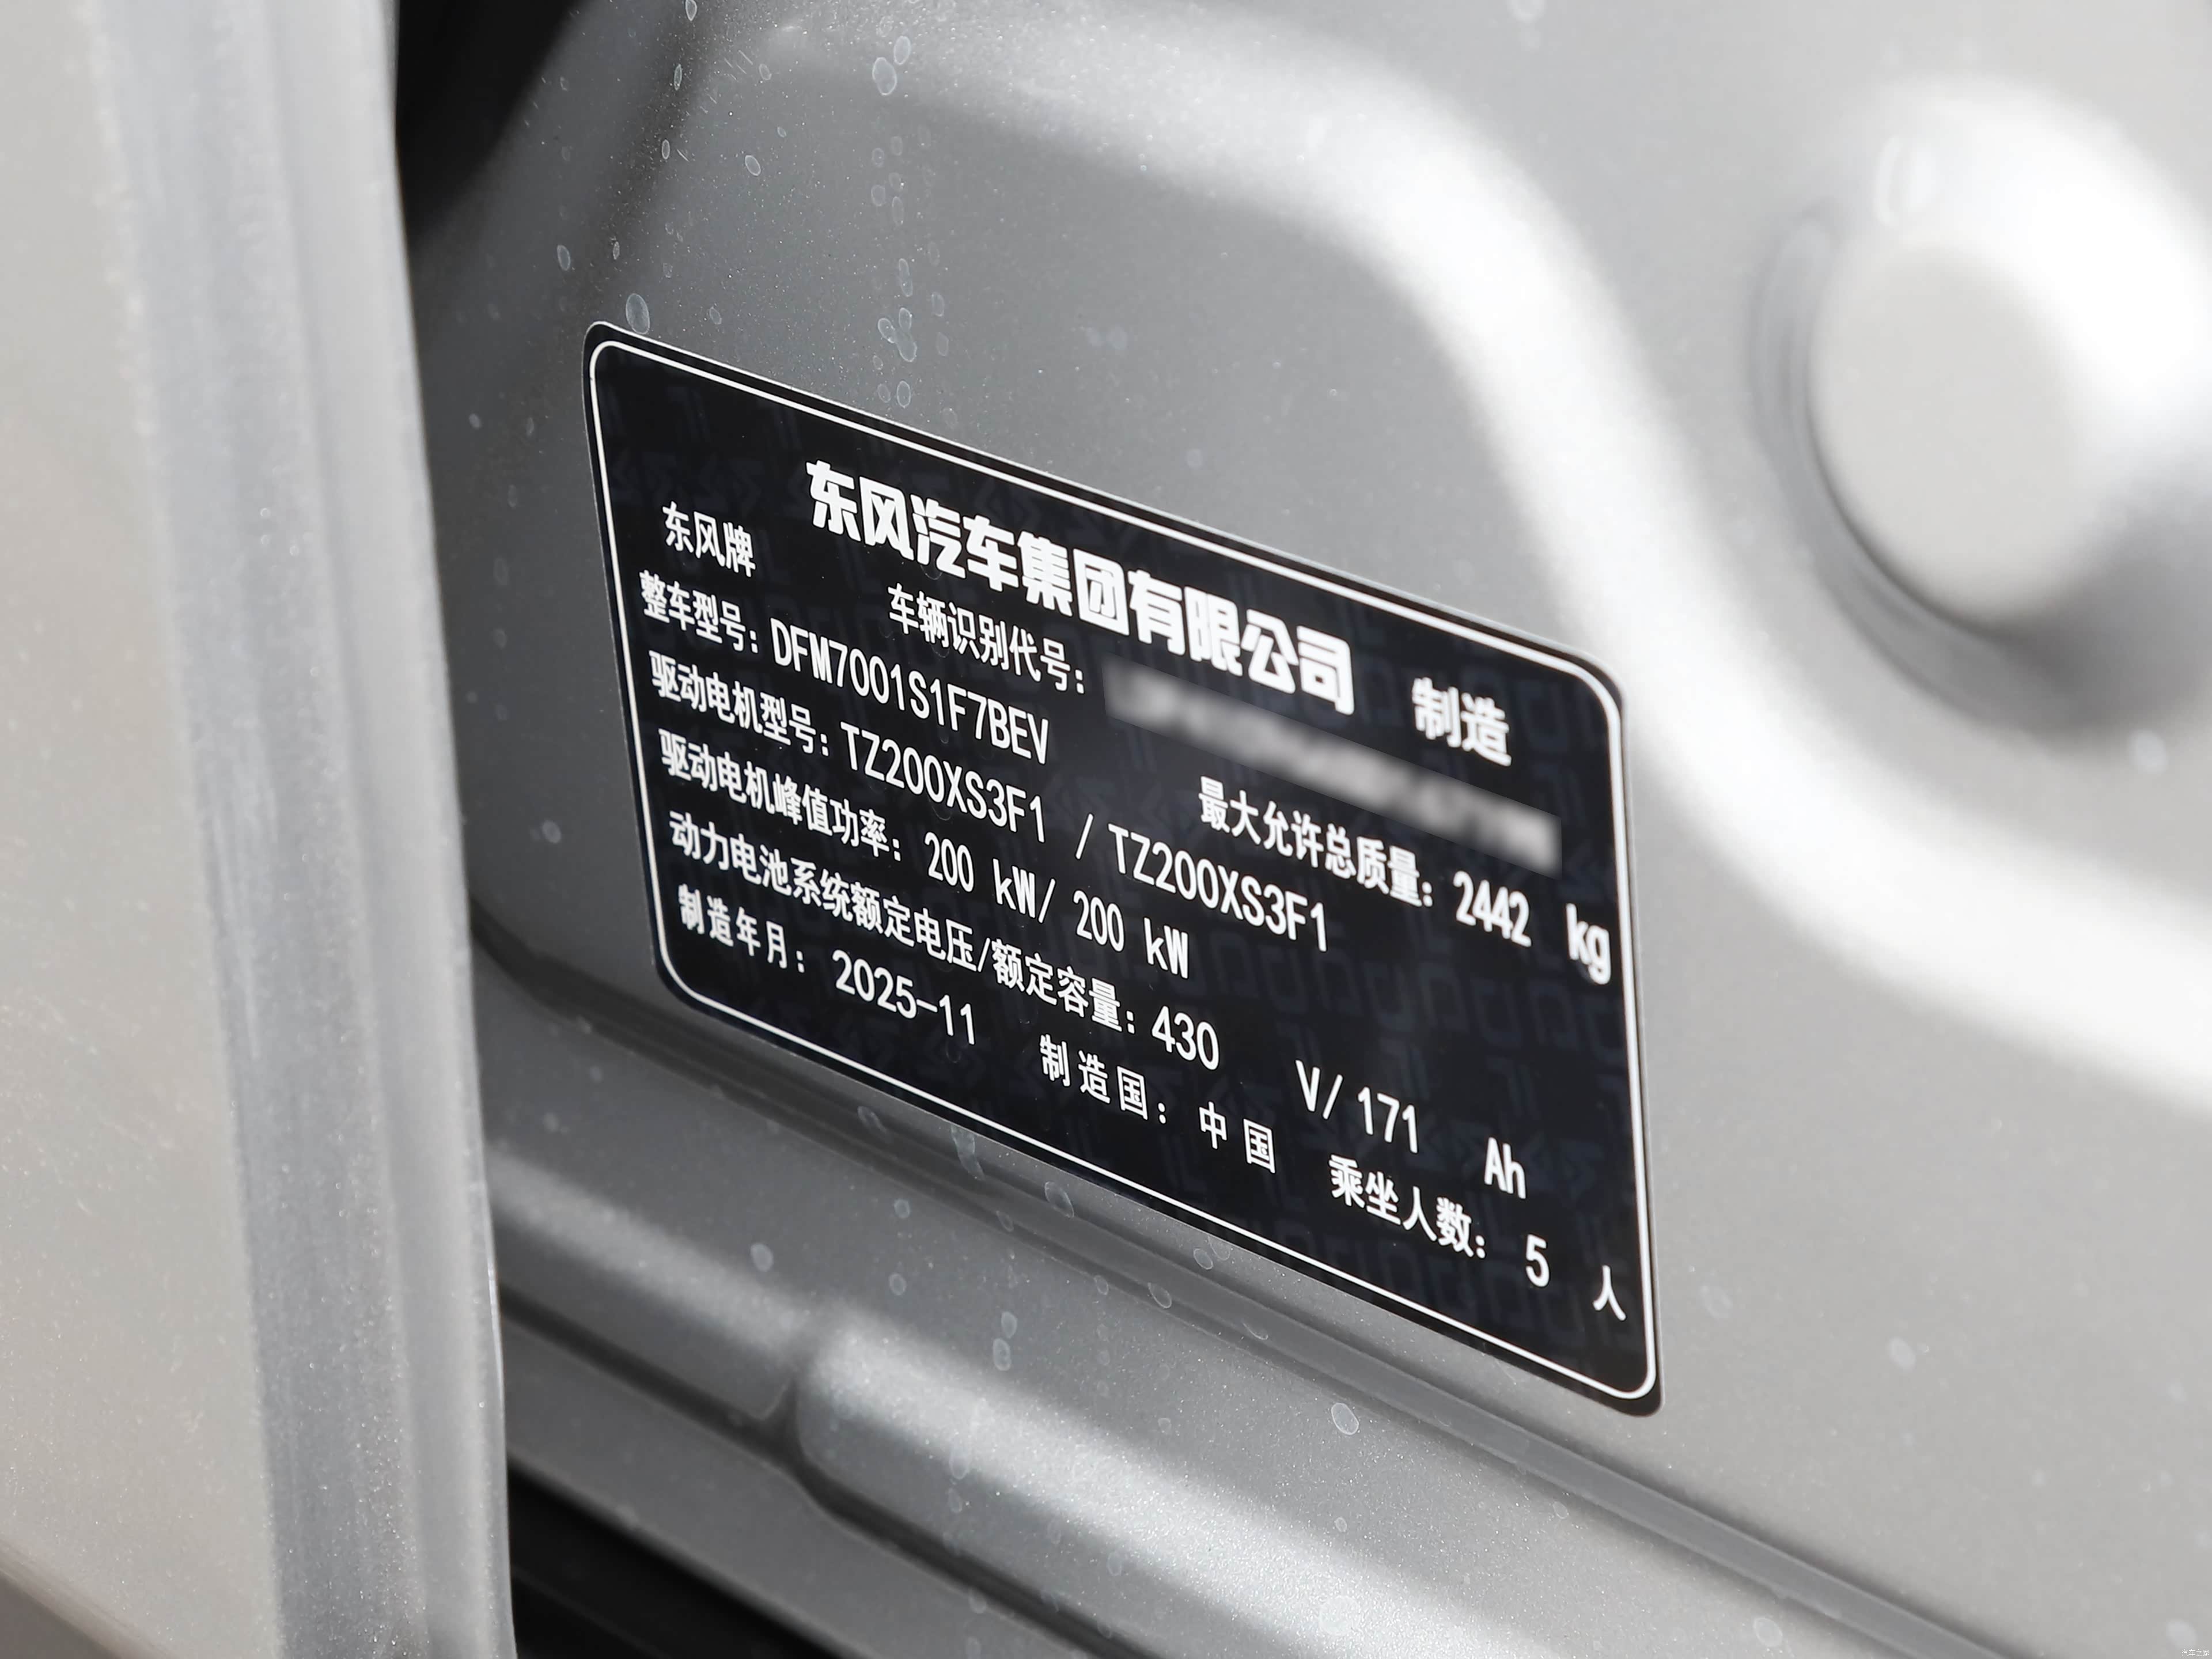 东风汽车集团有限公司 制造
东风牌 车辆识别代号:
整车型号: DFM7001S1F7BEV 最大允许总质量: 2442 kg
驱动电机型号: TZ200XS3F1 / TZ200XS3F1
驱动电机峰值功率: 200 kW/ 200 kW
动力电池系统额定电压/额定容量: 430 V/ 171 Ah
制造年月: 2025-11 制造国: 中国 乘坐人数: 5 人
汽车之家